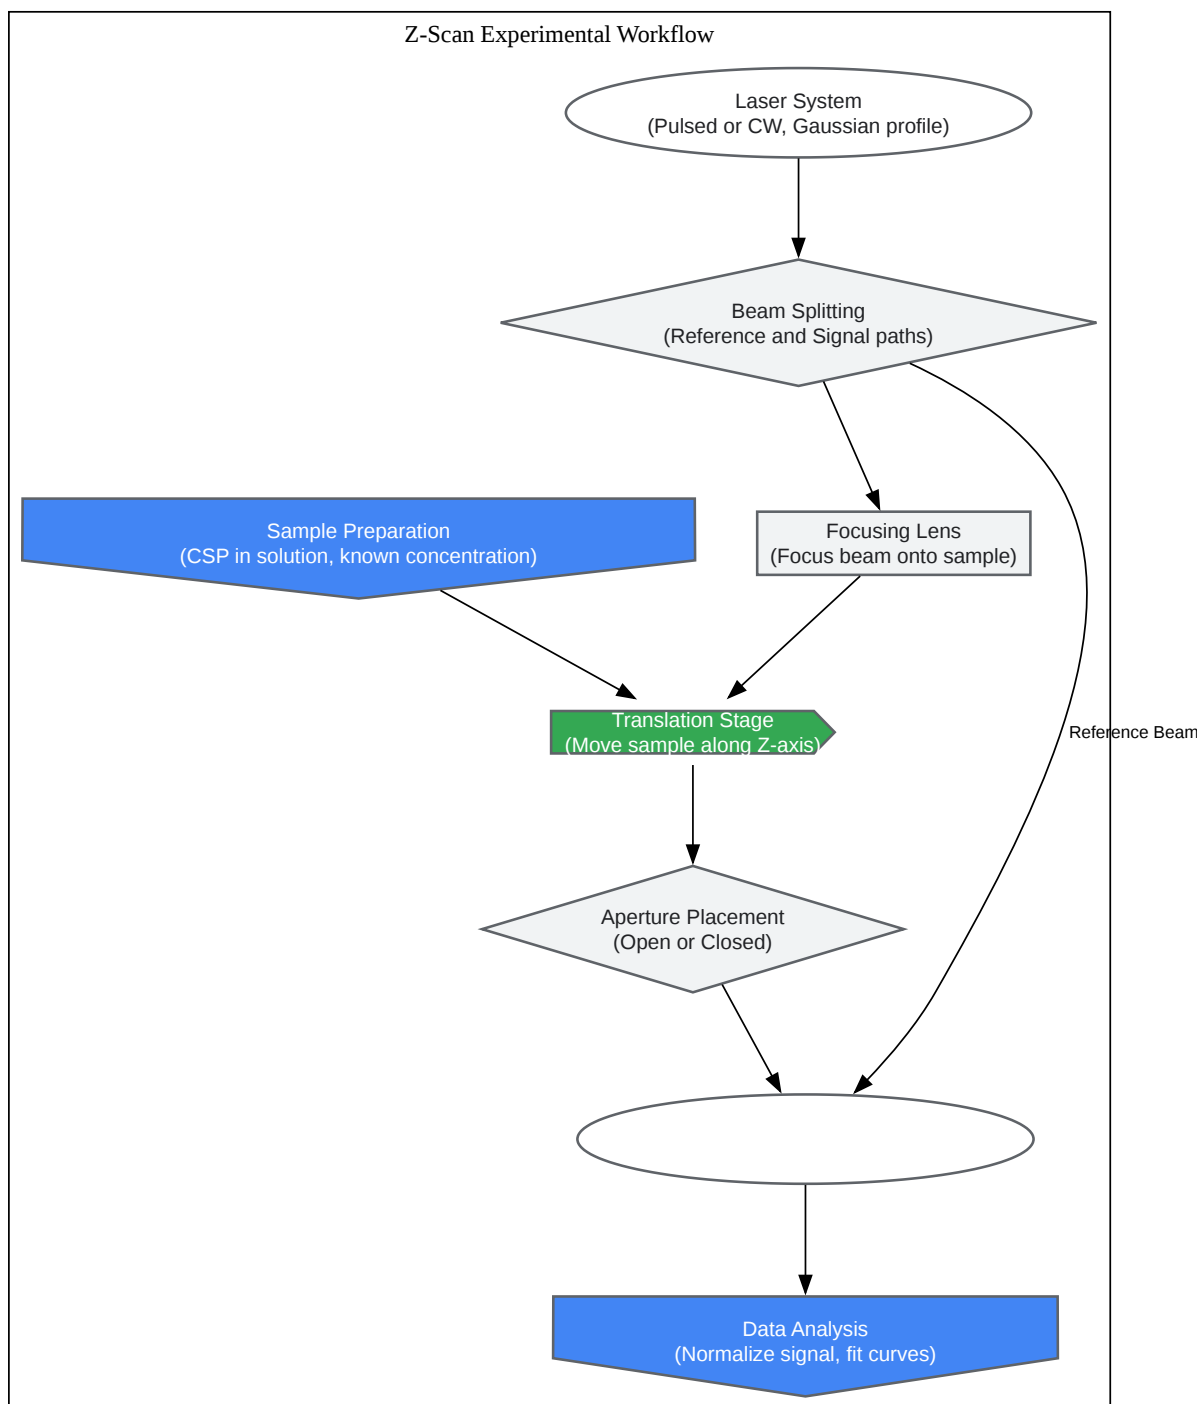 Z-Scan Experimental Workflow
Laser System
(Pulsed or CW, Gaussian profile)
Beam Splitting
(Reference and Signal paths)
Sample Preparation
(CSP in solution, known concentration)
Focusing Lens
(Focus beam onto sample)
Translation Stage
(Move sample along Z-axis)
Reference Beam
Aperture Placement
(Open or Closed)
Data Analysis
(Normalize signal, fit curves)